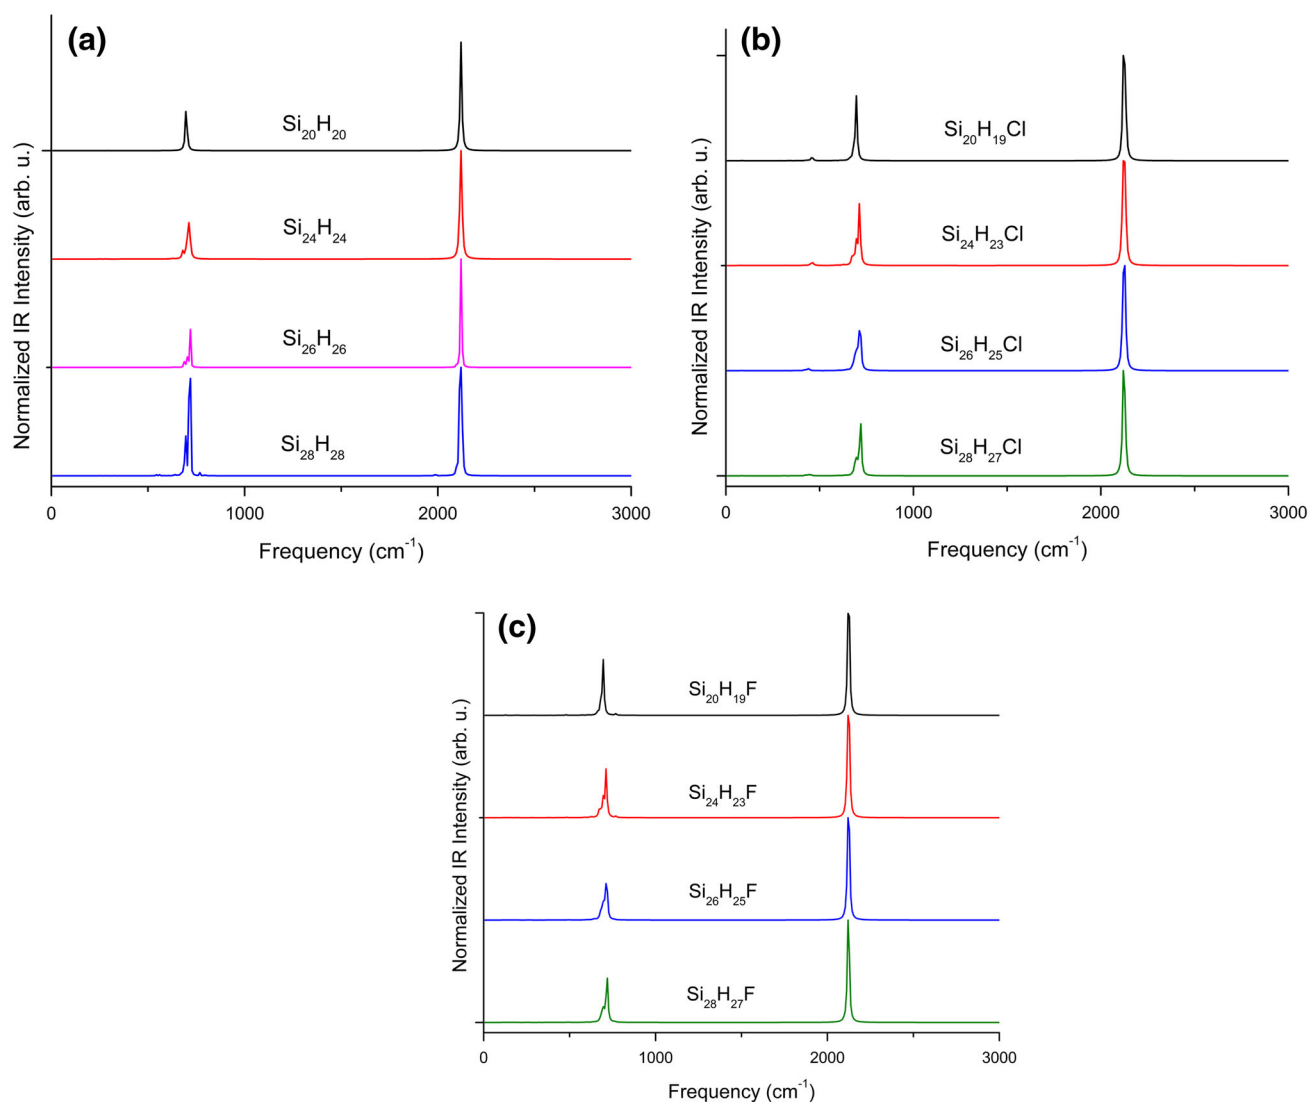 (a)
Normalized IR Intensity (arb. u.)
Si20H20
Si24H24
Si26H26
Si28H28
0 1000 2000 3000
Frequency (cm-1)
(b)
Normalized IR Intensity (arb. u.)
Si20H19Cl
Si24H23Cl
Si26H25Cl
Si28H27Cl
0 1000 2000 3000
Frequency (cm-1)
(c)
Normalized IR Intensity (arb. u.)
Si20H19F
Si24H23F
Si26H25F
Si28H27F
0 1000 2000 3000
Frequency (cm-1)